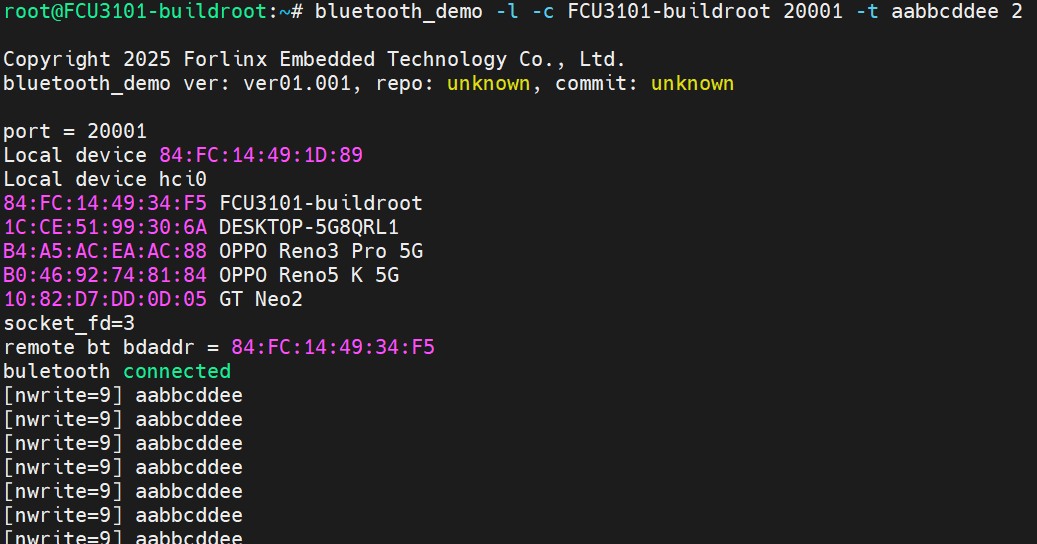 root@FCU3101-buildroot:~# bluetooth_demo -l -c FCU3101-buildroot 20001 -t aabbcddee 2
Copyright 2025 Forlinx Embedded Technology Co., Ltd.
bluetooth_demo ver: ver01.001, repo: unknown, commit: unknown
port = 20001
Local device 84:FC:14:49:1D:89
Local device hci0
84:FC:14:49:34:F5 FCU3101-buildroot
1C:CE:51:99:30:6A DESKTOP-5G8QRL1
B4:A5:AC:EA:AC:88 OPPO Reno3 Pro 5G
B0:46:92:74:81:84 OPPO Reno5 K 5G
10:82:D7:DD:0D:05 GT Neo2
socket_fd=3
remote bt bdaddr = 84:FC:14:49:34:F5
buletooth connected
[nwrite=9] aabbcddee
[nwrite=9] aabbcddee
[nwrite=9] aabbcddee
[nwrite=9] aabbcddee
[nwrite=9] aabbcddee
[nwrite=9] aabbcddee
[nwrite=9] aabbcddee